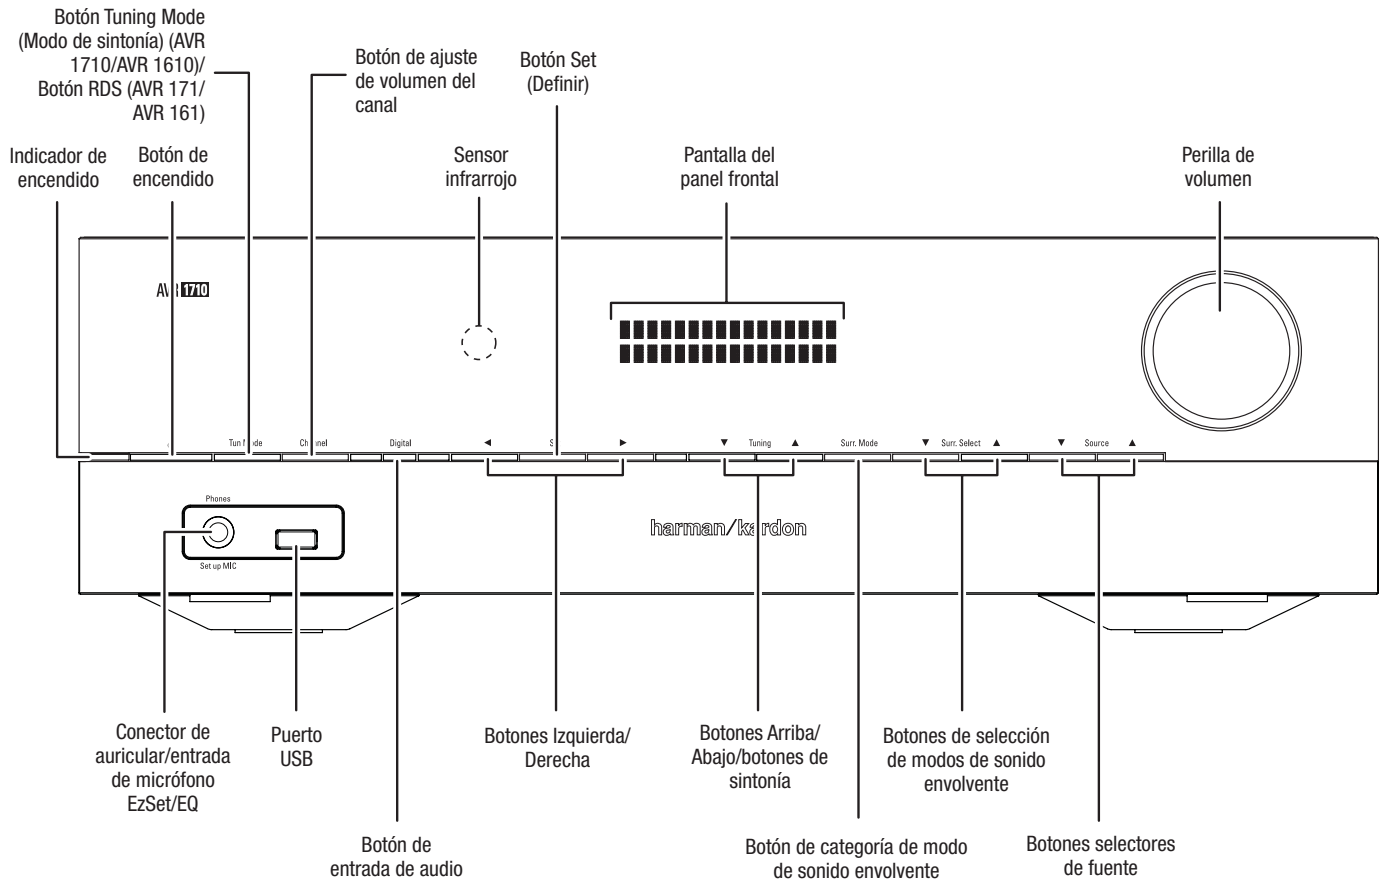 Botón Tuning Mode
(Modo de sintonía) (AVR
1710/AVR 1610)/
Botón RDS (AVR 171/
AVR 161)
Botón de ajuste
de volumen del
canal
Botón Set
(Definir)
Indicador de
encendido
Botón de
encendido
Sensor
infrarrojo
Pantalla del
panel frontal
Perilla de
volumen
AVR 1710
Tun Mode
Channel
Digital
◄
►
▼ Tuning ▲
Surr. Mode
▼ Surr. Select ▲
▼ Source ▲
Phones
Set up MIC
harman/kardon
Conector de
auricular/entrada
de micrófono
EzSet/EQ
Puerto
USB
Botones Izquierda/
Derecha
Botones Arriba/
Abajo/botones de
sintonía
Botones de selección
de modos de sonido
envolvente
Botón de
entrada de audio
Botón de categoría de modo
de sonido envolvente
Botones selectores
de fuente